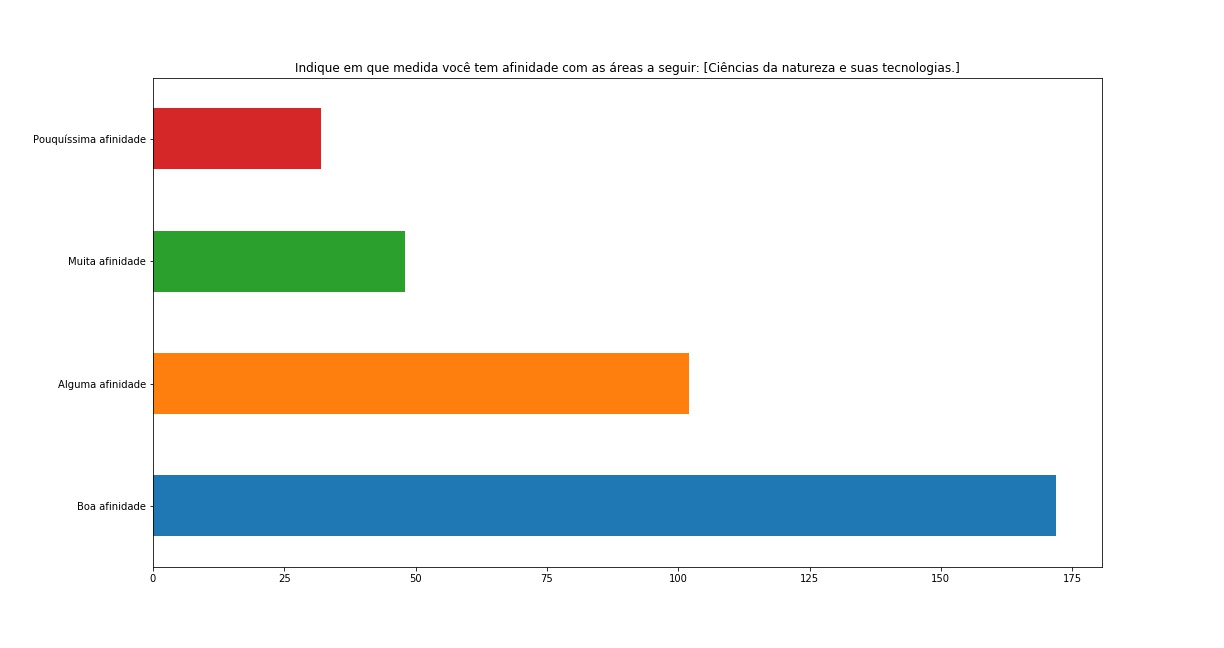 Indique em que medida você tem afinidade com as áreas a seguir: [Ciências da natureza e suas tecnologias.]
Pouquíssima afinidade
Muita afinidade
Alguma afinidade
Boa afinidade
0 25 50 75 100 125 150 175